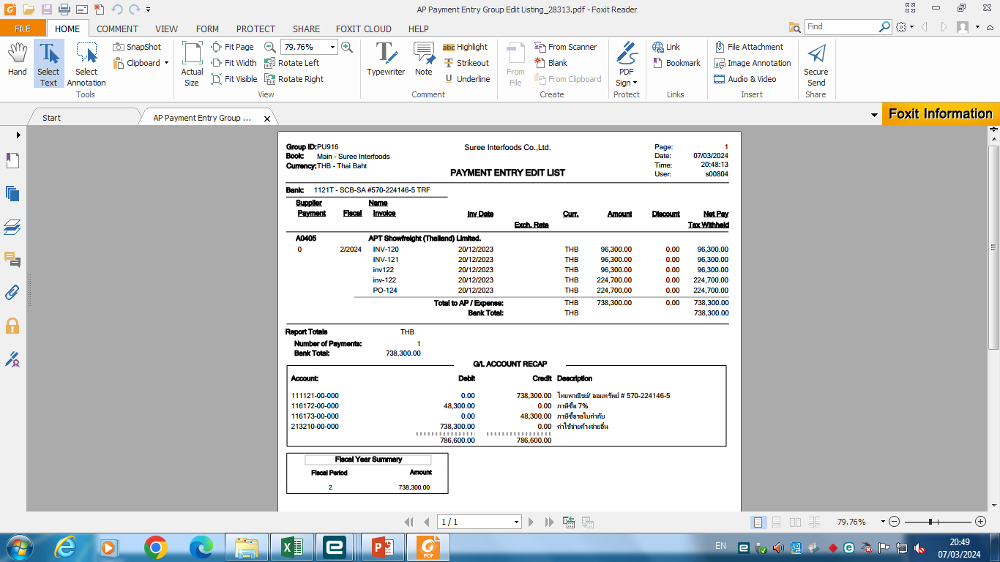 AP Payment Entry Group Edit Listing_28313.pdf - Foxit Reader
FILE HOME COMMENT VIEW FORM PROTECT SHARE FOXIT CLOUD HELP Find
Hand
Select Text
Select Annotation
SnapShot
Clipboard
Tools
Actual Size
Fit Page
Fit Width
Fit Visible
79.76%
Rotate Left
Rotate Right
View
Typewriter
Note
abc Highlight
Strikeout
U Underline
Comment
From File
From Scanner
Blank
From Clipboard
Create
PDF Sign
Protect
Link
Bookmark
Links
File Attachment
Image Annotation
Audio & Video
Insert
Secure Send
Share
Start
AP Payment Entry Group ...
Foxit Information
Group ID: PU916 Suree Interfoods Co.,Ltd. Page: 1
Book: Main - Suree Interfoods Date: 07/03/2024
Currency: THB - Thai Baht Time: 20:48:13
PAYMENT ENTRY EDIT LIST User: s00804
Bank: 1121T - SCB-SA #570-224146-5 TRF
Supplier Name
Payment Fiscal Invoice Inv Date Curr. Amount Discount Net Pay
Exch. Rate Tax Withheld
A0405 APT Showfreight (Thailand) Limited.
0 2/2024 INV-120 20/12/2023 THB 96,300.00 0.00 96,300.00
INV-121 20/12/2023 THB 96,300.00 0.00 96,300.00
inv122 20/12/2023 THB 96,300.00 0.00 96,300.00
inv-122 20/12/2023 THB 224,700.00 0.00 224,700.00
PO-124 20/12/2023 THB 224,700.00 0.00 224,700.00
Total to AP / Expense: THB 738,300.00 0.00 738,300.00
Bank Total: THB 738,300.00
Report Totals THB
Number of Payments: 1
Bank Total: 738,300.00
G/L ACCOUNT RECAP
Account: Debit Credit Description
111121-00-000 0.00 738,300.00 ไทยพาณิชย์/ ออมทรัพย์ # 570-224146-5
116172-00-000 48,300.00 0.00 ภาษีซื้อ 7%
116173-00-000 0.00 48,300.00 ภาษีซื้อรอใบกำกับ
213210-00-000 738,300.00 0.00 ค่าใช้จ่ายค้างจ่ายอื่น
786,600.00 786,600.00
Fiscal Year Summary
Fiscal Period Amount
2 738,300.00
1 / 1
79.76%
EN
20:49
07/03/2024
PDF